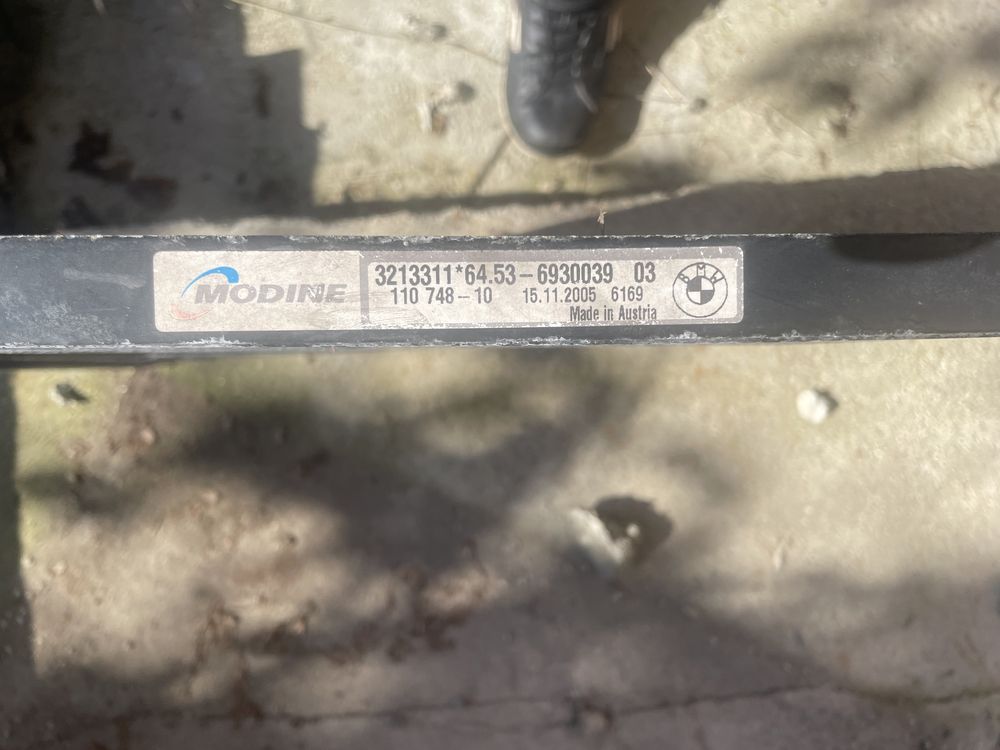 MODINE
3213311*64.53-6930039 03
110 748-10 15.11.2005 6169
Made in Austria
BMW